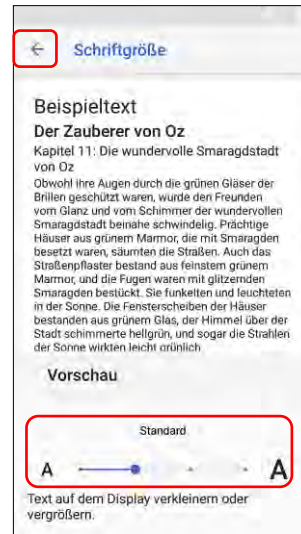 Schriftgröße
Beispieltext
Der Zauberer von Oz
Kapitel 11: Die wundervolle Smaragdstadt
von Oz
Obwohl ihre Augen durch die grünen Gläser der
Brillen geschützt waren, wurde den Freunden
vom Glanz und vom Schimmer der wundervollen
Smaragdstadt beinahe schwindelig. Prächtige
Häuser aus grünem Marmor, die mit Smaragden
besetzt waren, säumten die Straßen. Auch das
Straßenpflaster bestand aus feinstem grünem
Marmor, und die Fugen waren mit glitzernden
Smaragden bestückt. Sie funkelten und leuchteten
in der Sonne. Die Fensterscheiben der Häuser
bestanden aus grünem Glas, der Himmel über der
Stadt schimmerte hellgrün, und sogar die Strahlen
der Sonne wirkten leicht grünlich
Vorschau
Standard
A A
Text auf dem Display verkleinern oder
vergrößern.